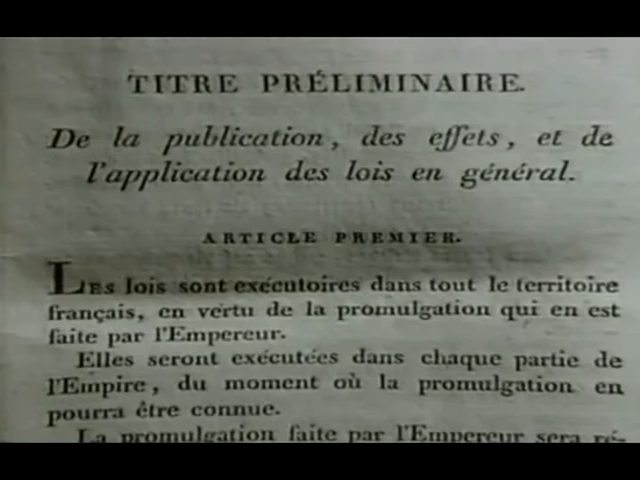 TITRE PRÉLIMINAIRE.
De la publication, des effets, et de
l'application des lois en général.
ARTICLE PREMIER.
LES lois sont exécutoires dans tout le territoire
français, en vertu de la promulgation qui en est
faite par l'Empereur.
Elles seront exécutées dans chaque partie de
l'Empire, du moment où la promulgation en
pourra être connue.
La promulgation faite par l'Empereur sera ré-